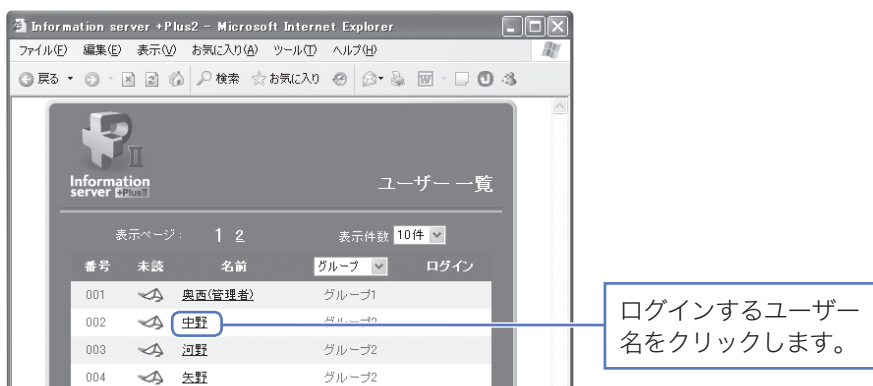 Information server +Plus2 - Microsoft Internet Explorer
ファイル(F) 編集(E) 表示(V) お気に入り(A) ツール(T) ヘルプ(H)
戻る 検索 お気に入り
Information
server +PlusⅡ
ユーザー 一覧
表示ページ： 1 2 表示件数 10件
番号 未読 名前 グループ ログイン
001 奥西(管理者) グループ1
002 中野 グループ2
003 河野 グループ2
004 矢野 グループ2
ログインするユーザー
名をクリックします。